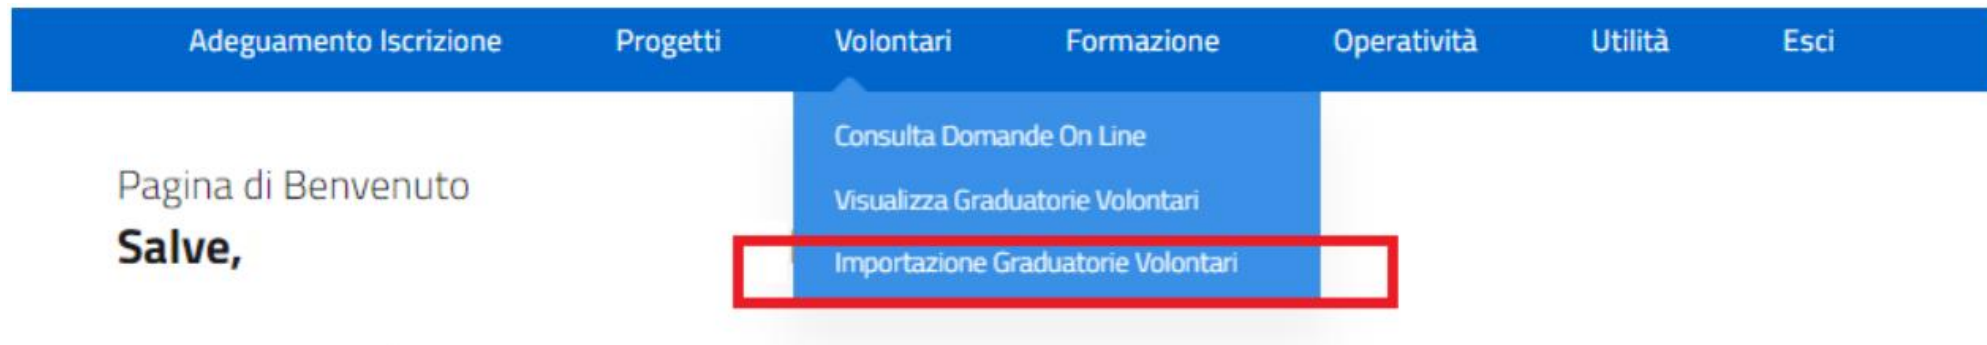 Adeguamento Iscrizione Progetti Volontari Formazione Operatività Utilità Esci
Consulta Domande On Line
Pagina di Benvenuto
Visualizza Graduatorie Volontari
Salve,
Importazione Graduatorie Volontari